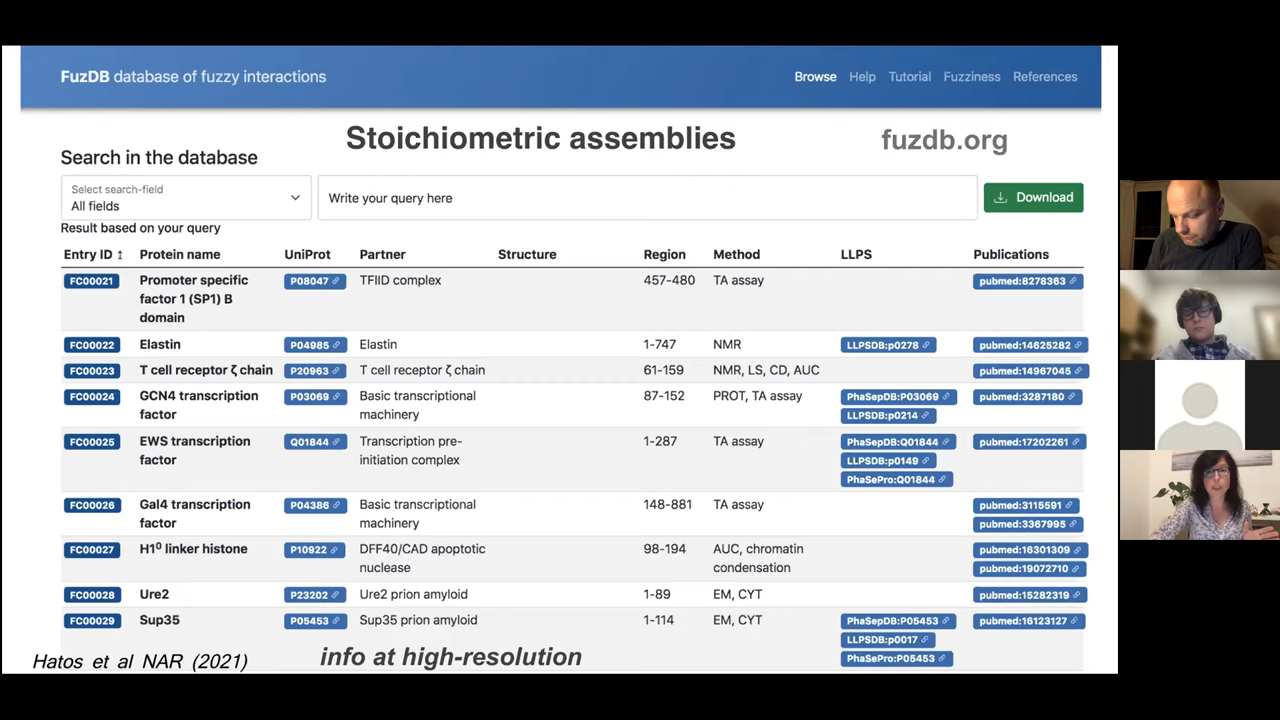 FuzDB database of fuzzy interactions
Browse Help Tutorial Fuzziness References
Stoichiometric assemblies
fuzdb.org
Search in the database
Select search-field
All fields
Write your query here
Download
Result based on your query
Entry ID ↕ Protein name UniProt Partner Structure Region Method LLPS Publications
FC00021 Promoter specific P08047 TFIID complex 457-480 TA assay pubmed:8278363
factor 1 (SP1) B
domain
FC00022 Elastin P04985 Elastin 1-747 NMR LLPSDB:p0278 pubmed:14625282
FC00023 T cell receptor ζ chain P20963 T cell receptor ζ chain 61-159 NMR, LS, CD, AUC pubmed:14967045
FC00024 GCN4 transcription P03069 Basic transcriptional 87-152 PROT, TA assay PhaSepDB:P03069 pubmed:3287180
factor machinery LLPSDB:p0214
FC00025 EWS transcription Q01844 Transcription pre- 1-287 TA assay PhaSepDB:Q01844 pubmed:17202261
factor initiation complex LLPSDB:p0149
PhaSePro:Q01844
FC00026 Gal4 transcription P04386 Basic transcriptional 148-881 TA assay pubmed:3115591
factor machinery pubmed:3367995
FC00027 H1⁰ linker histone P10922 DFF40/CAD apoptotic 98-194 AUC, chromatin pubmed:16301309
nuclease condensation pubmed:19072710
FC00028 Ure2 P23202 Ure2 prion amyloid 1-89 EM, CYT pubmed:15282319
FC00029 Sup35 P05453 Sup35 prion amyloid 1-114 EM, CYT PhaSepDB:P05453 pubmed:16123127
LLPSDB:p0017
PhaSePro:P05453
Hatos et al NAR (2021)
info at high-resolution